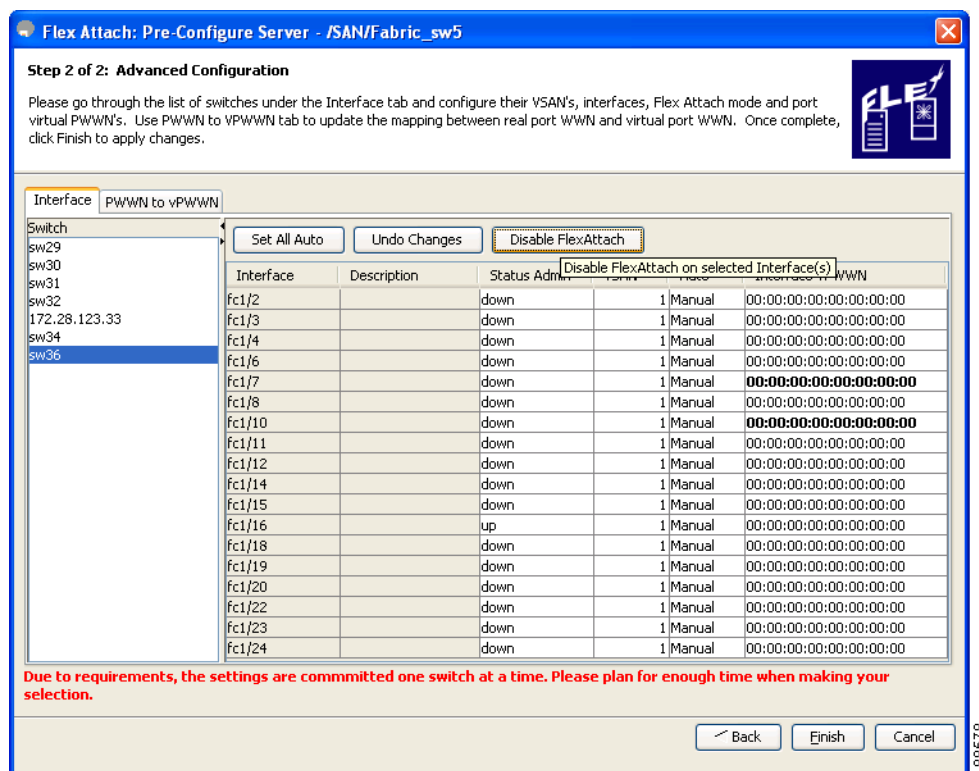 Flex Attach: Pre-Configure Server - /SAN/Fabric_sw5
Step 2 of 2: Advanced Configuration
Please go through the list of switches under the Interface tab and configure their VSAN's, interfaces, Flex Attach mode and port
virtual PWWN's. Use PWWN to VPWWN tab to update the mapping between real port WWN and virtual port WWN. Once complete,
click Finish to apply changes.
FLE
Interface PWWN to vPWWN
Switch
sw29
sw30
sw31
sw32
172.28.123.33
sw34
sw36
Set All Auto Undo Changes Disable FlexAttach
Disable FlexAttach on selected Interface(s)
Interface Description Status Admin
fc1/2 down 1 Manual 00:00:00:00:00:00:00:00
fc1/3 down 1 Manual 00:00:00:00:00:00:00:00
fc1/4 down 1 Manual 00:00:00:00:00:00:00:00
fc1/6 down 1 Manual 00:00:00:00:00:00:00:00
fc1/7 down 1 Manual 00:00:00:00:00:00:00:00
fc1/8 down 1 Manual 00:00:00:00:00:00:00:00
fc1/10 down 1 Manual 00:00:00:00:00:00:00:00
fc1/11 down 1 Manual 00:00:00:00:00:00:00:00
fc1/12 down 1 Manual 00:00:00:00:00:00:00:00
fc1/14 down 1 Manual 00:00:00:00:00:00:00:00
fc1/15 down 1 Manual 00:00:00:00:00:00:00:00
fc1/16 up 1 Manual 00:00:00:00:00:00:00:00
fc1/18 down 1 Manual 00:00:00:00:00:00:00:00
fc1/19 down 1 Manual 00:00:00:00:00:00:00:00
fc1/20 down 1 Manual 00:00:00:00:00:00:00:00
fc1/22 down 1 Manual 00:00:00:00:00:00:00:00
fc1/23 down 1 Manual 00:00:00:00:00:00:00:00
fc1/24 down 1 Manual 00:00:00:00:00:00:00:00
Due to requirements, the settings are commmitted one switch at a time. Please plan for enough time when making your
selection.
Back Finish Cancel